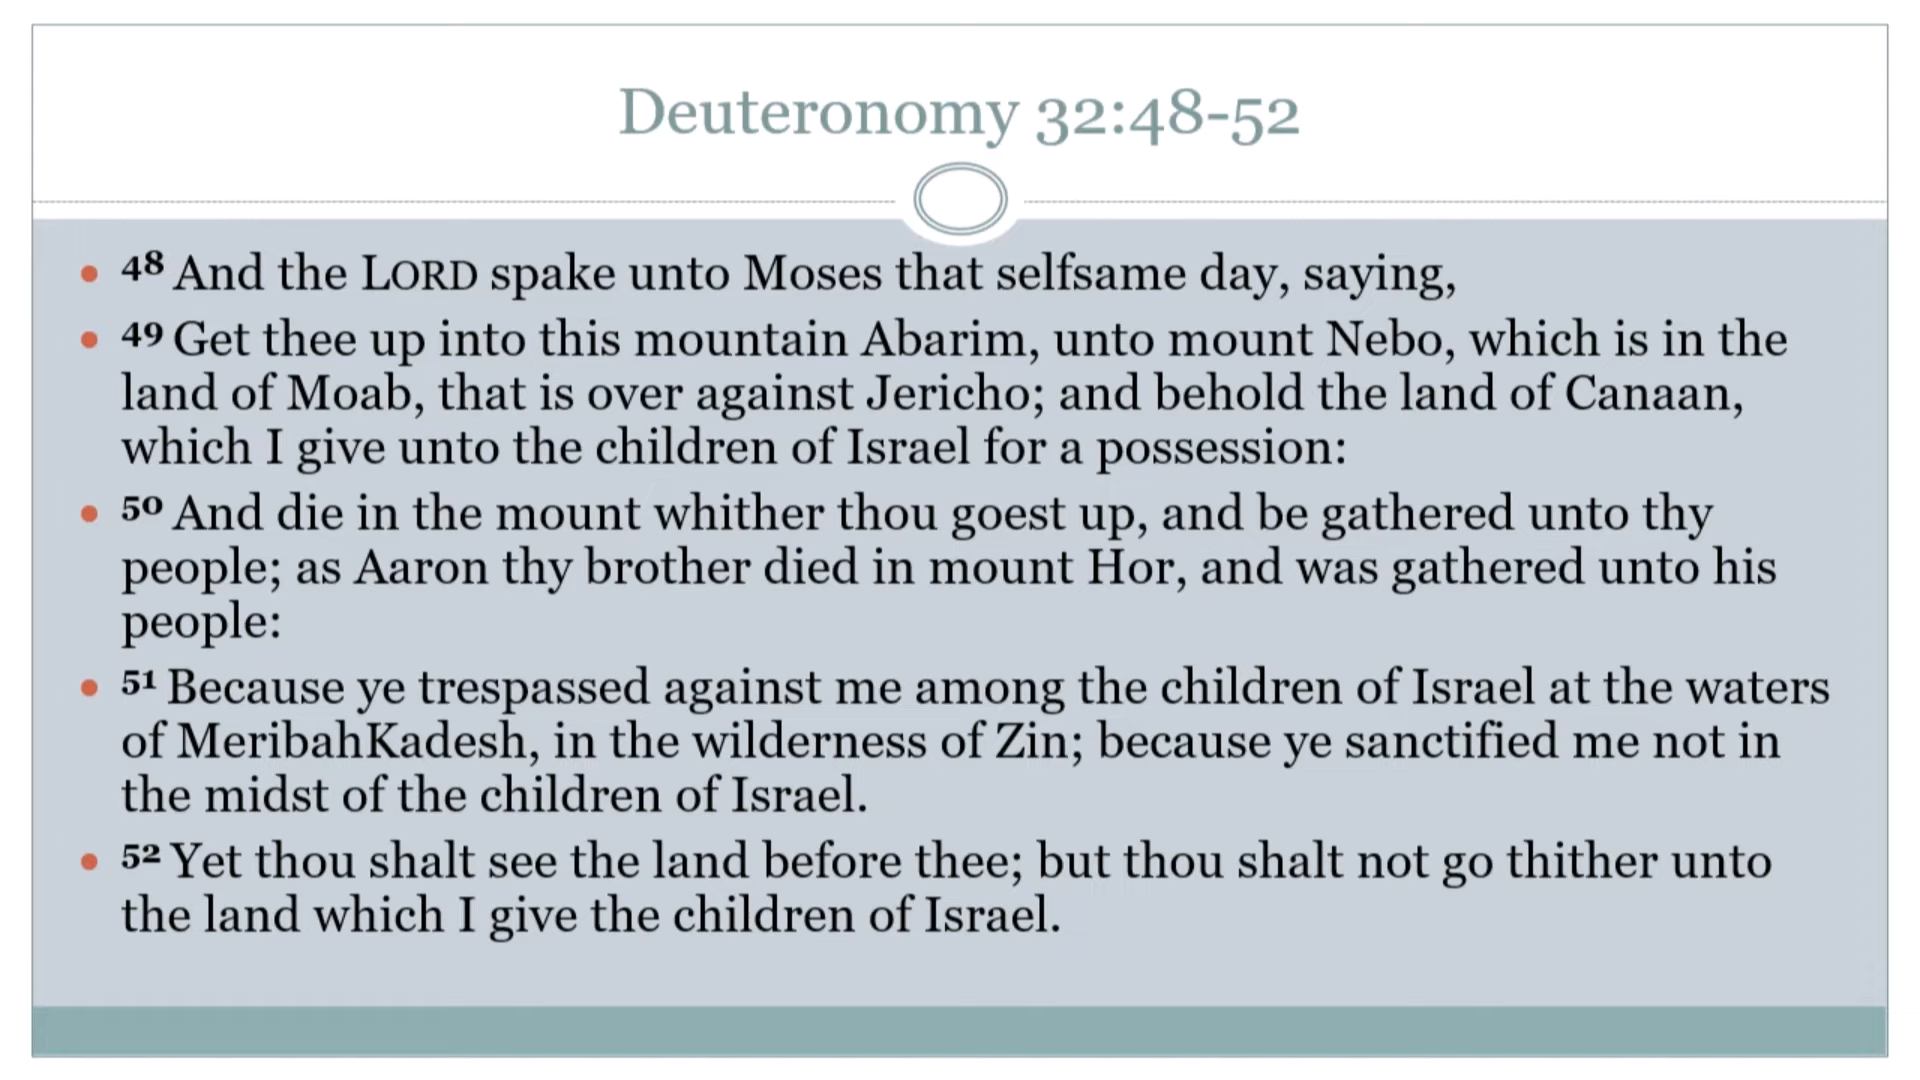 Deuteronomy 32:48-52
• 48 And the LORD spake unto Moses that selfsame day, saying,
• 49 Get thee up into this mountain Abarim, unto mount Nebo, which is in the
land of Moab, that is over against Jericho; and behold the land of Canaan,
which I give unto the children of Israel for a possession:
• 50 And die in the mount whither thou goest up, and be gathered unto thy
people; as Aaron thy brother died in mount Hor, and was gathered unto his
people:
• 51 Because ye trespassed against me among the children of Israel at the waters
of MeribahKadesh, in the wilderness of Zin; because ye sanctified me not in
the midst of the children of Israel.
• 52 Yet thou shalt see the land before thee; but thou shalt not go thither unto
the land which I give the children of Israel.